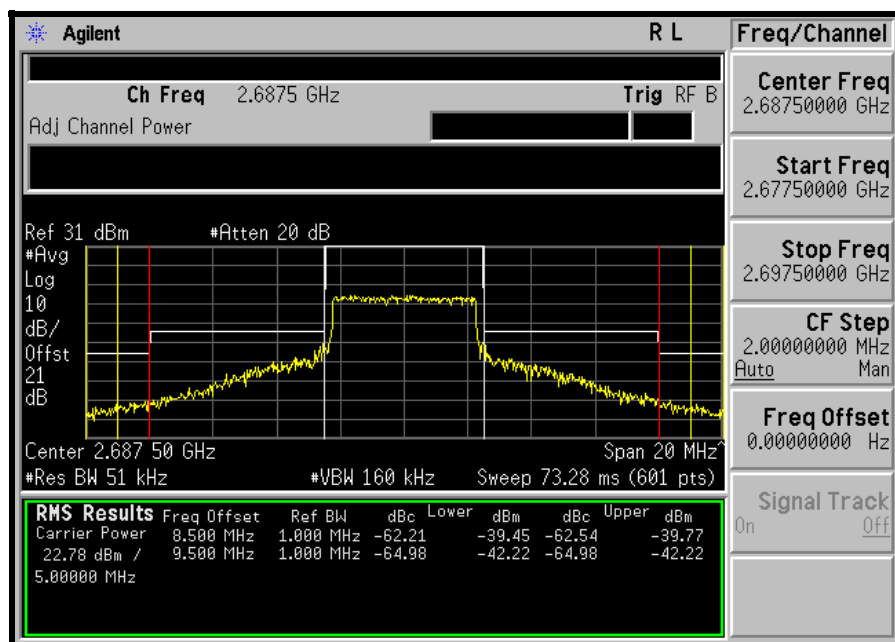 Agilent R L Freq/Channel
Ch Freq 2.6875 GHz Trig RF B
Adj Channel Power
Center Freq
2.68750000 GHz
Start Freq
2.67750000 GHz
Stop Freq
2.69750000 GHz
CF Step
2.00000000 MHz
Auto Man
Freq Offset
0.00000000 Hz
Signal Track
On Off
Ref 31 dBm #Atten 20 dB
#Avg
Log
10
dB/
Offst
21
dB
Center 2.687 50 GHz Span 20 MHz^
#Res BW 51 kHz #VBW 160 kHz Sweep 73.28 ms (601 pts)
RMS Results Freq Offset Ref BW dBc Lower dBm dBc Upper dBm
Carrier Power 8.500 MHz 1.000 MHz -62.21 -39.45 -62.54 -39.77
22.78 dBm / 9.500 MHz 1.000 MHz -64.98 -42.22 -64.98 -42.22
5.00000 MHz